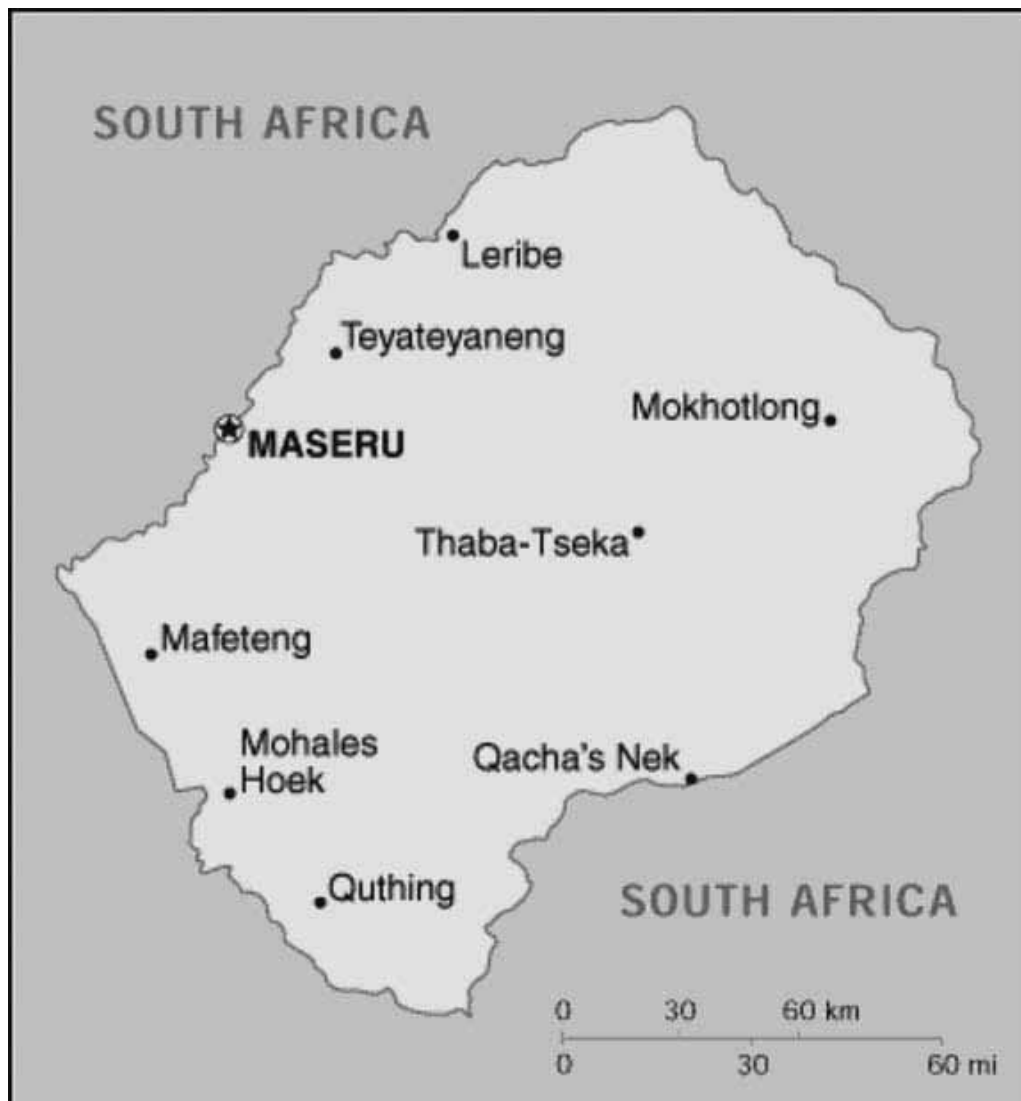 SOUTH AFRICA
Leribe
Teyateyaneng
Mokhotlong
MASERU
Thaba-Tseka
Mafeteng
Mohales
Hoek
Qacha's Nek
Quthing
SOUTH AFRICA
0 30 60 km
0 30 60 mi